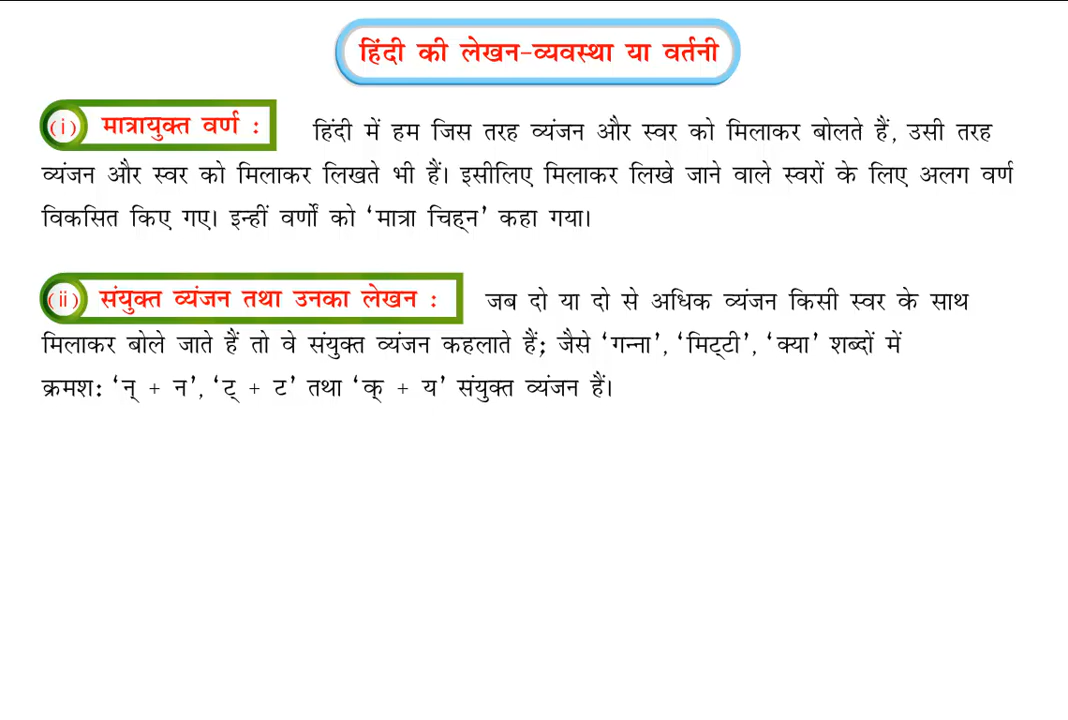 हिंदी की लेखन-व्यवस्था या वर्तनी
(i) मात्रायुक्त वर्ण : हिंदी में हम जिस तरह व्यंजन और स्वर को मिलाकर बोलते हैं, उसी तरह
व्यंजन और स्वर को मिलाकर लिखते भी हैं। इसीलिए मिलाकर लिखे जाने वाले स्वरों के लिए अलग वर्ण
विकसित किए गए। इन्हीं वर्णों को ‘मात्रा चिह्‌न’ कहा गया।
(ii) संयुक्त व्यंजन तथा उनका लेखन : जब दो या दो से अधिक व्यंजन किसी स्वर के साथ
मिलाकर बोले जाते हैं तो वे संयुक्त व्यंजन कहलाते हैं; जैसे ‘गन्ना’, ‘मिट्‌टी’, ‘क्या’ शब्दों में
क्रमश: ‘न् + न’, ‘ट् + ट’ तथा ‘क् + य’ संयुक्त व्यंजन हैं।